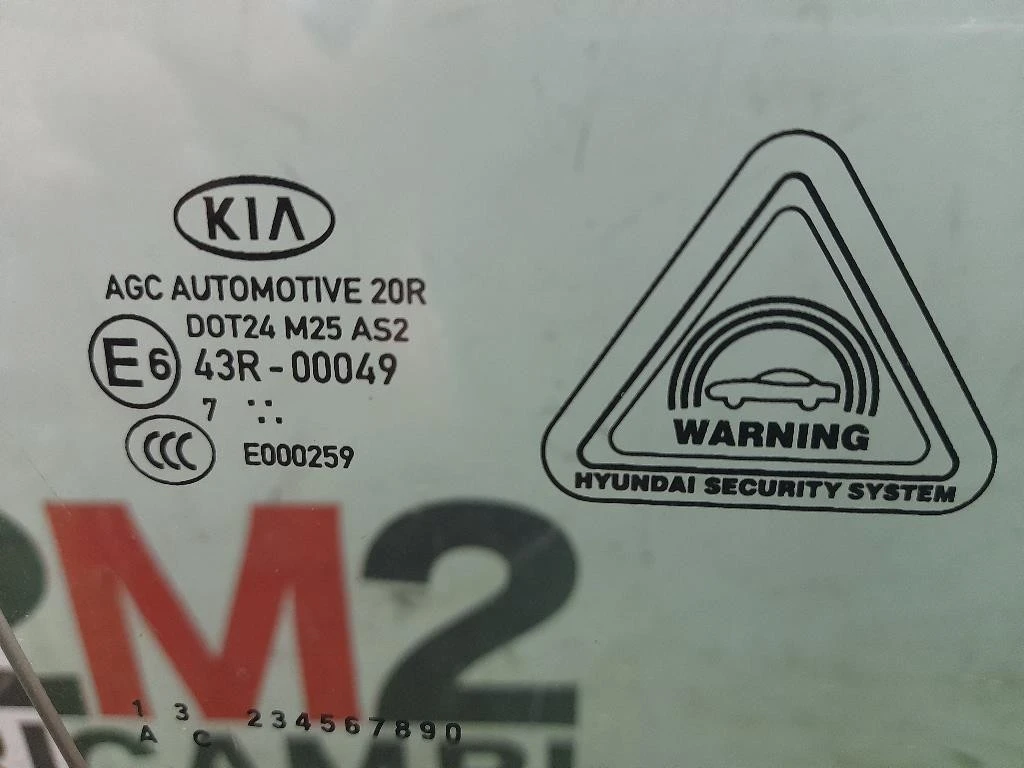 KIA
AGC AUTOMOTIVE 20R
DOT24 M25 AS2
E6 43R-00049
7
CCC E000259
WARNING
HYUNDAI SECURITY SYSTEM
M2
1 3 234567890
A C